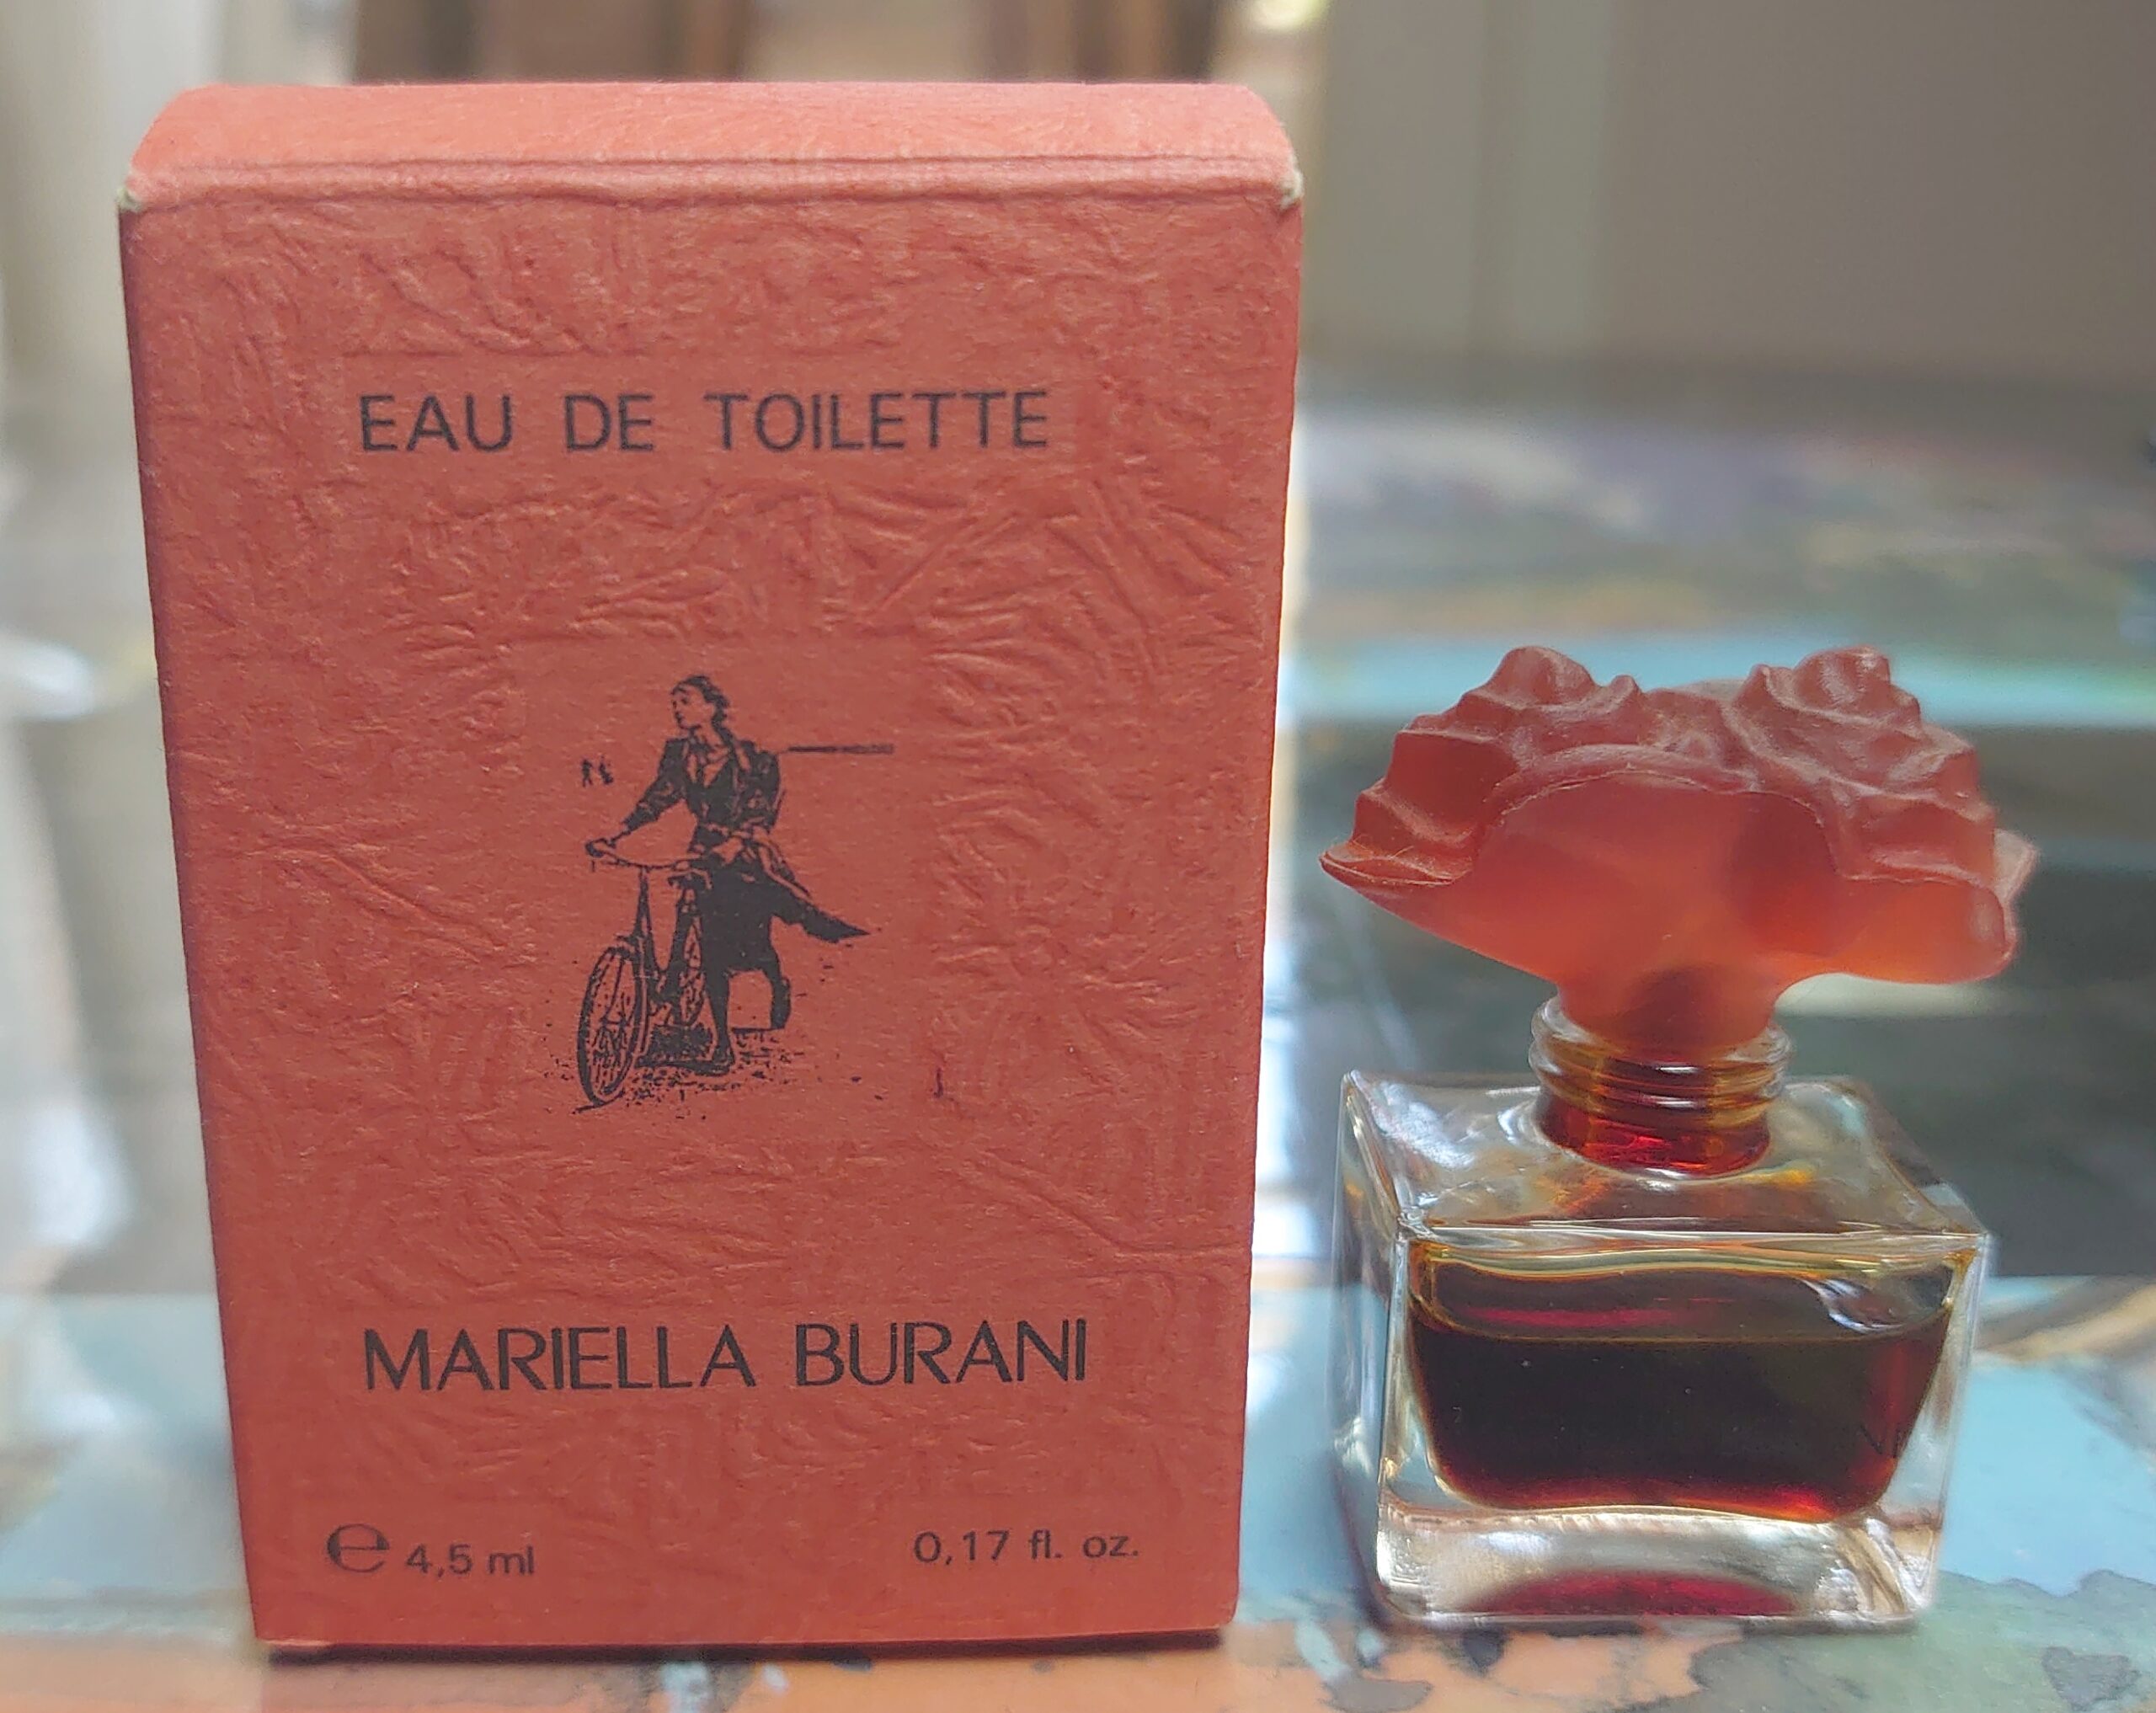 EAU DE TOILETTE
MARIELLA BURANI
℮ 4,5 ml 0,17 fl. oz.